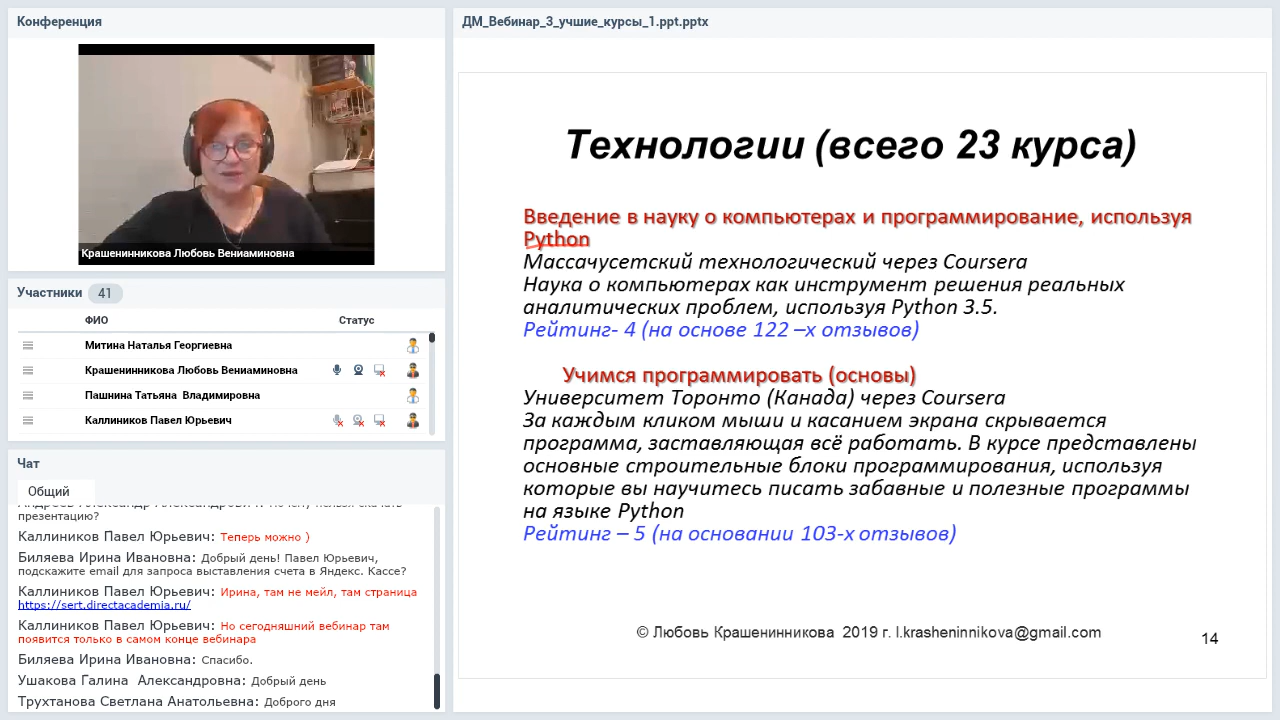 Конференция
Крашенинникова Любовь Вениаминовна
Участники 41
ФИО Статус
Митина Наталья Георгиевна
Крашенинникова Любовь Вениаминовна
Пашнина Татьяна Владимировна
Каллиников Павел Юрьевич
Чат
Общий
презентацию?
Каллиников Павел Юрьевич: Теперь можно )
Биляева Ирина Ивановна: Добрый день! Павел Юрьевич,
подскажите email для запроса выставления счета в Яндекс. Кассе?
Каллиников Павел Юрьевич: Ирина, там не мейл, там страница
https://sert.directacademia.ru/
Каллиников Павел Юрьевич: Но сегодняшний вебинар там
появится только в самом конце вебинара
Биляева Ирина Ивановна: Спасибо.
Ушакова Галина Александровна: Добрый день
Трухтанова Светлана Анатольевна: Доброго дня
ДМ_Вебинар_3_учшие_курсы_1.ppt.pptx
Технологии (всего 23 курса)
Введение в науку о компьютерах и программирование, используя
Python
Массачусетский технологический через Coursera
Наука о компьютерах как инструмент решения реальных
аналитических проблем, используя Python 3.5.
Рейтинг- 4 (на основе 122 –х отзывов)
Учимся программировать (основы)
Университет Торонто (Канада) через Coursera
За каждым кликом мыши и касанием экрана скрывается
программа, заставляющая всё работать. В курсе представлены
основные строительные блоки программирования, используя
которые вы научитесь писать забавные и полезные программы
на языке Python
Рейтинг – 5 (на основании 103-х отзывов)
© Любовь Крашенинникова 2019 г. l.krasheninnikova@gmail.com
14